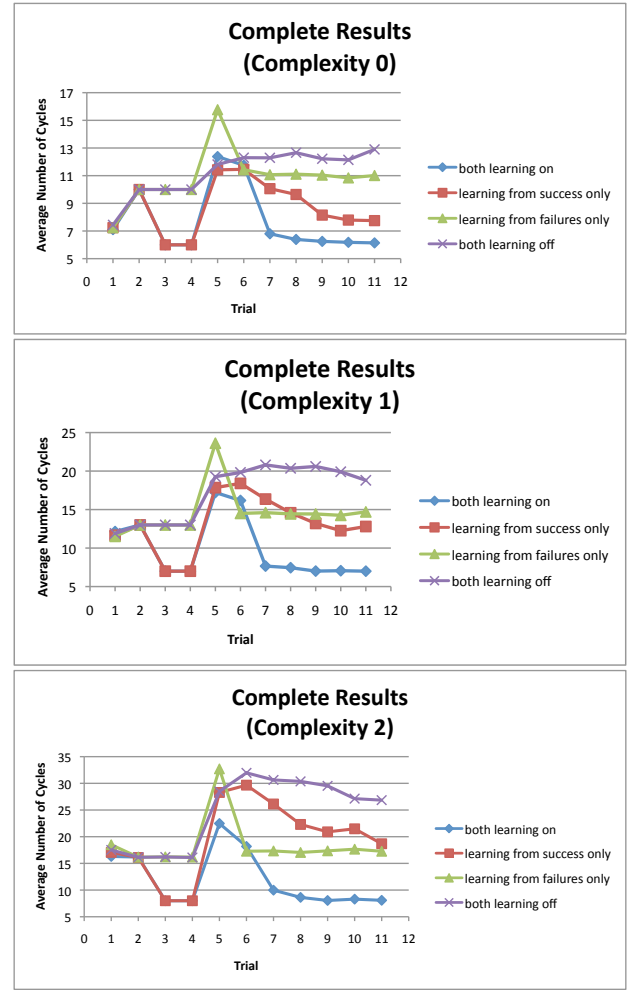 Complete Results
(Complexity 0)
Average Number of Cycles
17
15
13
11
9
7
5
0 1 2 3 4 5 6 7 8 9 10 11 12
Trial
both learning on
learning from success only
learning from failures only
both learning off
Complete Results
(Complexity 1)
Average Number of Cycles
25
20
15
10
5
0 1 2 3 4 5 6 7 8 9 10 11 12
Trial
both learning on
learning from success only
learning from failures only
both learning off
Complete Results
(Complexity 2)
Average Number of Cycles
35
30
25
20
15
10
5
0 1 2 3 4 5 6 7 8 9 10 11 12
Trial
both learning on
learning from success only
learning from failures only
both learning off